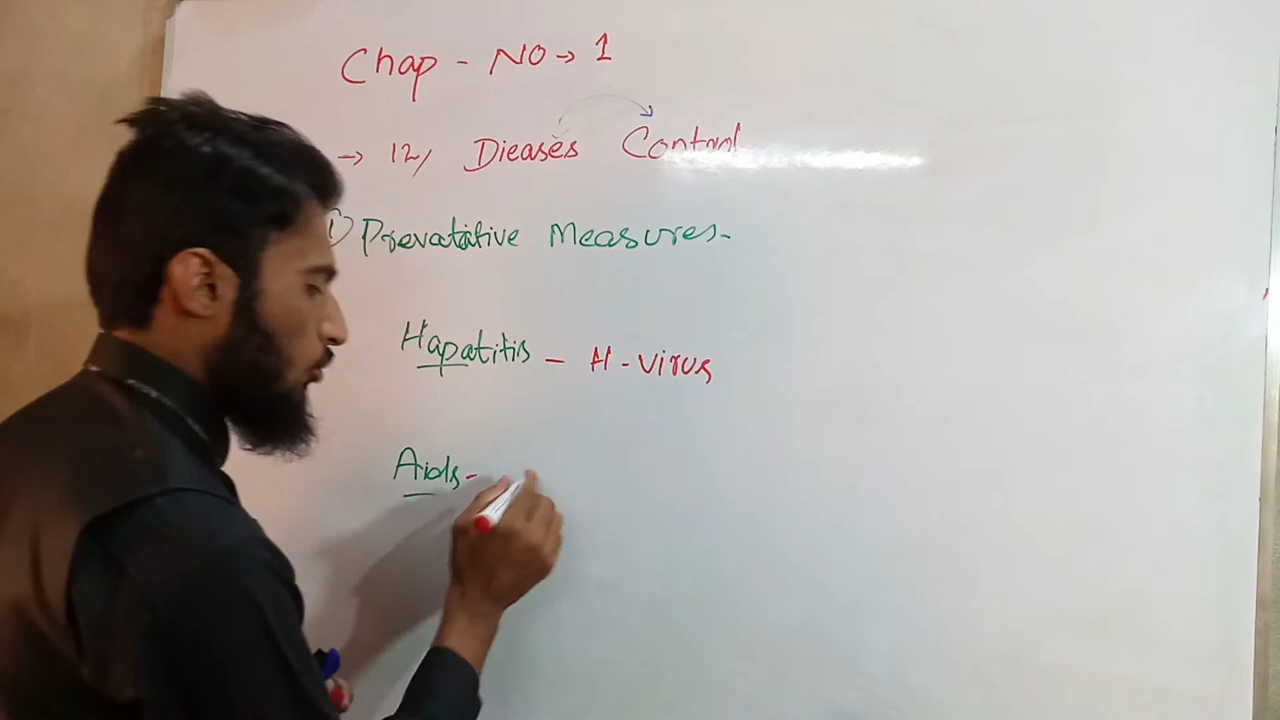 Chap - NO → 1
→ 12, Dieases Control
1) Prevatative Measures-
Hapatitis - H-virus
Aids-